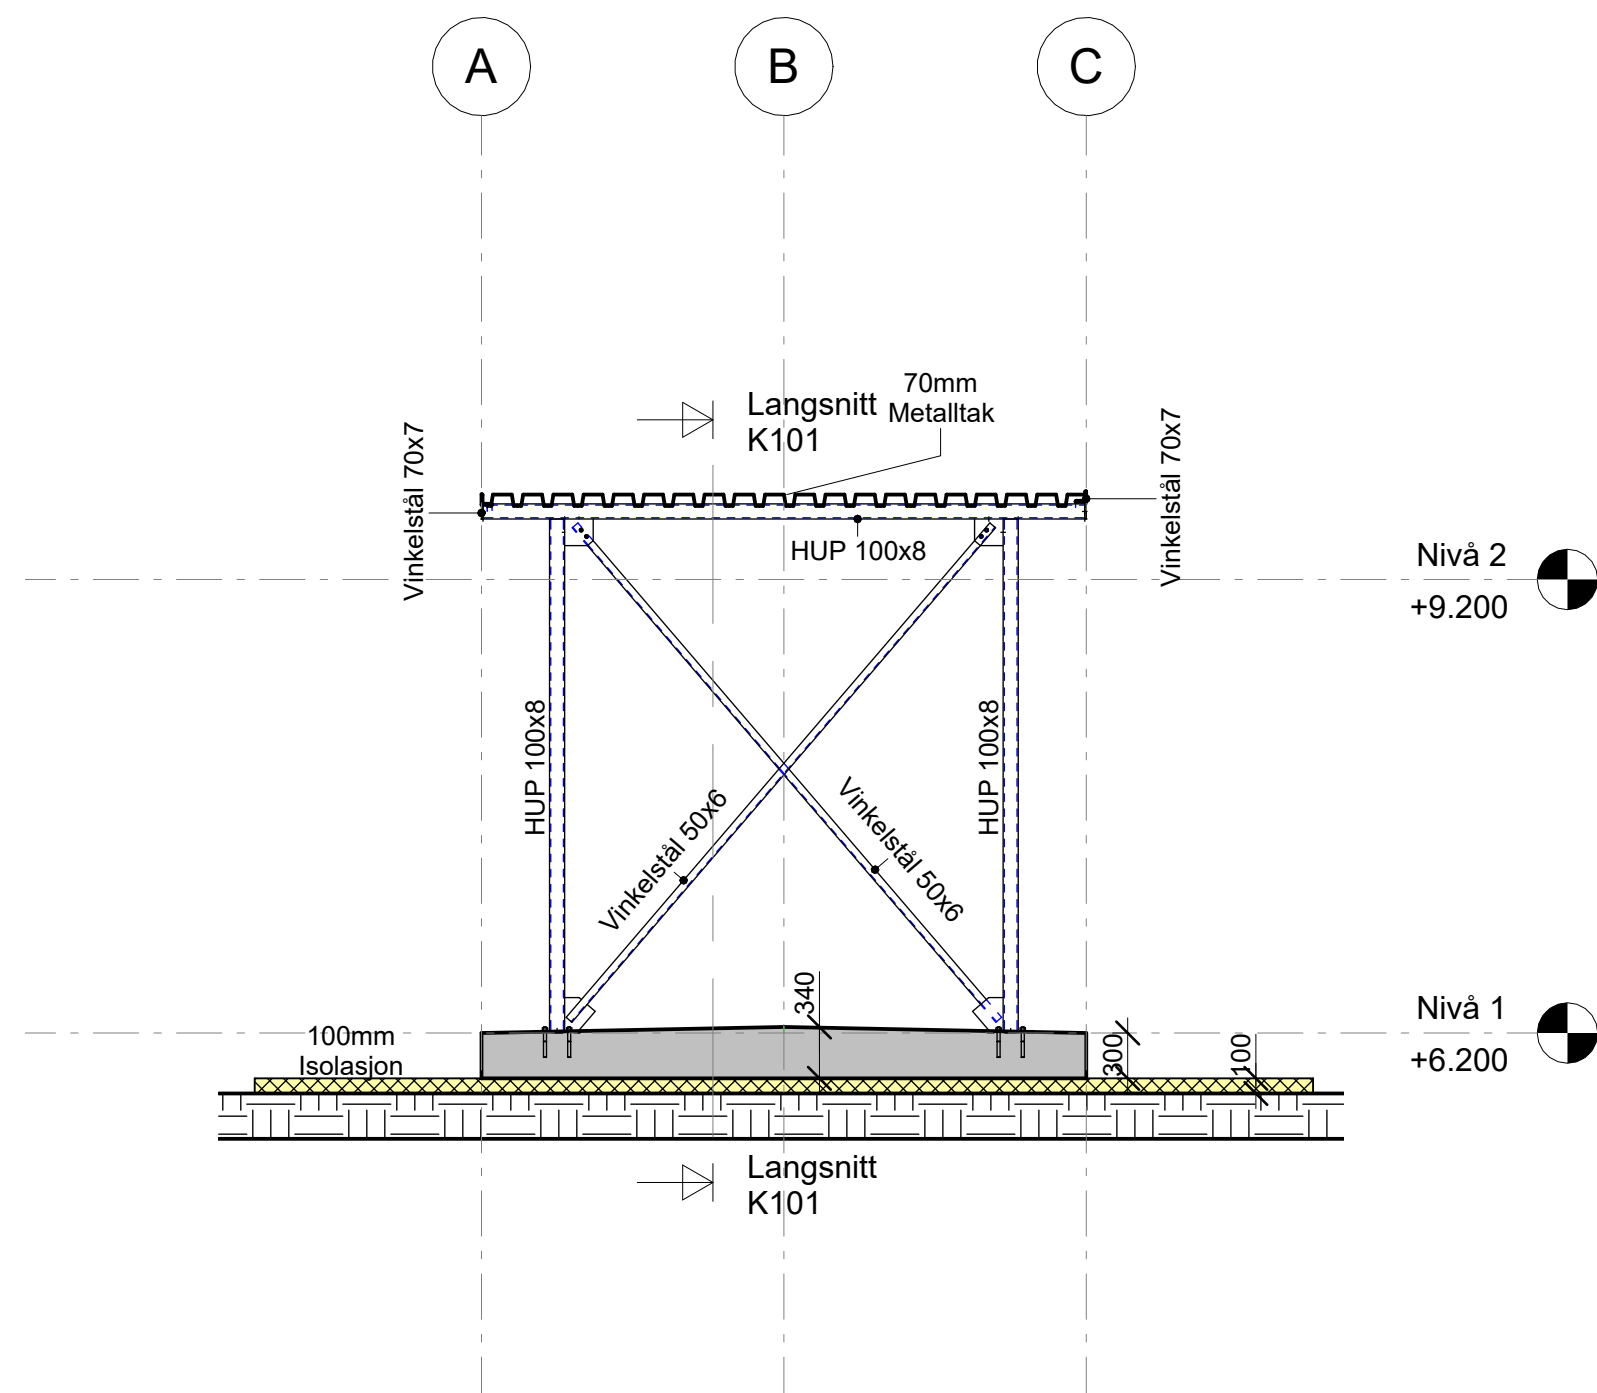 A
B
C
70mm
Metalltak
Langsnitt
K101
Vinkelstål 70x7
Vinkelstål 70x7
HUP 100x8
Nivå 2
+9.200
HUP 100x8
HUP 100x8
Vinkelstål 50x6
Vinkelstål 50x6
340
Nivå 1
+6.200
100mm
Isolasjon
300
100
Langsnitt
K101